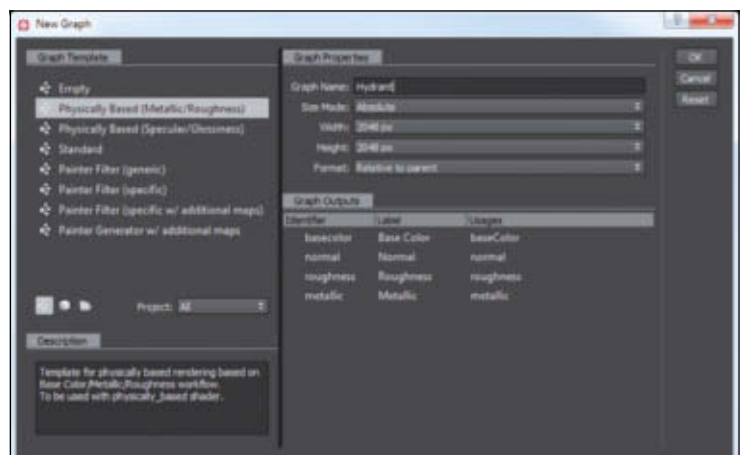 New Graph
Graph Template
Empty
Physically Based (Metallic/Roughness)
Physically Based (Specular/Glossiness)
Standard
Painter Filter (generic)
Painter Filter (specific)
Painter Filter (specific w/ additional maps)
Painter Generator w/ additional maps
Project: All
Description
Template for physically based rendering based on
Base Color/Metallic/Roughness workflow.
To be used with physically_based shader.
Graph Properties
Graph Name: Hydrant
Size Mode: Absolute
Width: 2048 px
Height: 2048 px
Format: Relative to parent
Graph Outputs
Identifier Label Usages
basecolor Base Color baseColor
normal Normal normal
roughness Roughness roughness
metallic Metallic metallic
OK
Cancel
Reset